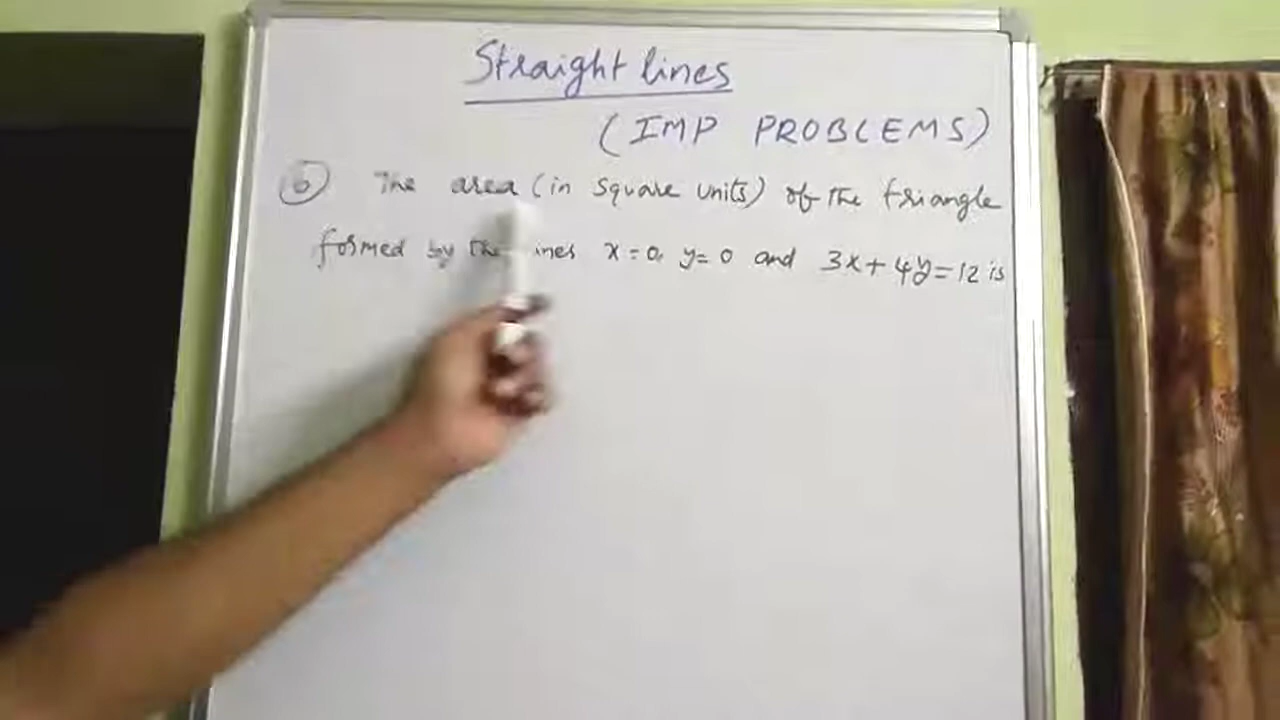 Straight lines
(IMP PROBLEMS)
6) The area (in square units) of the triangle
formed by the lines x=0, y=0 and 3x+4y=12 is